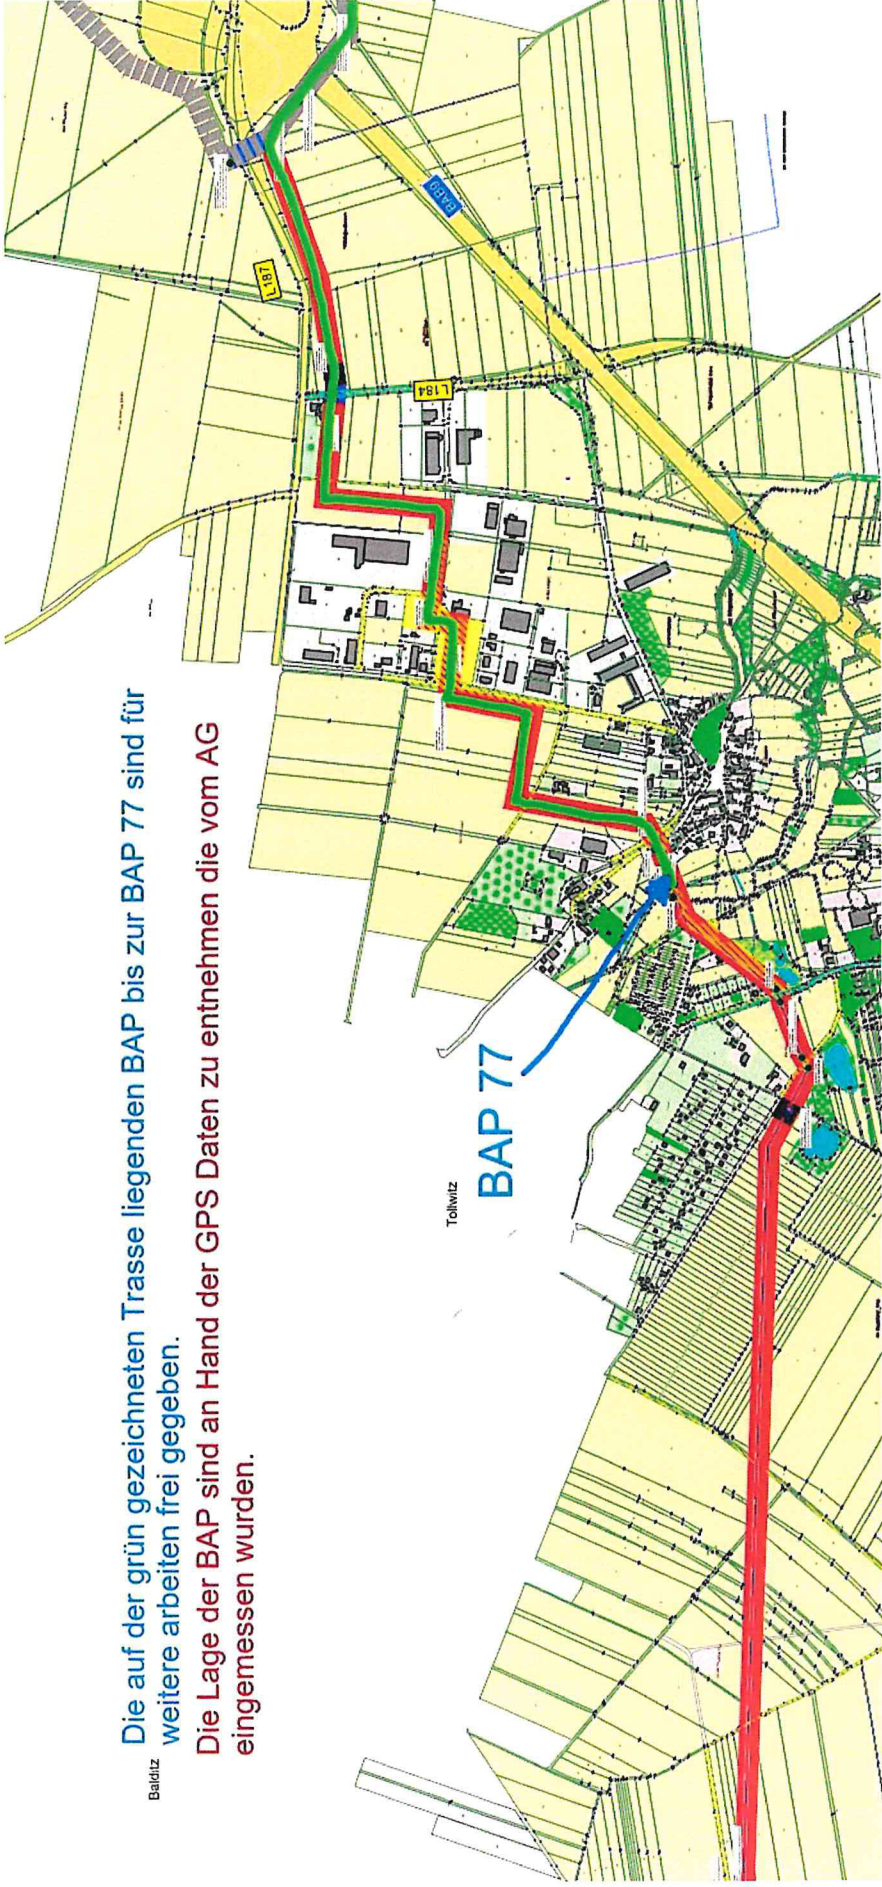 Die auf der grün gezeichneten Trasse liegenden BAP bis zur BAP 77 sind für
weitere arbeiten frei gegeben.
Die Lage der BAP sind an Hand der GPS Daten zu entnehmen die vom AG
eingemessen wurden.
Balditz
Tollwitz
BAP 77
L187
L184
BAB9